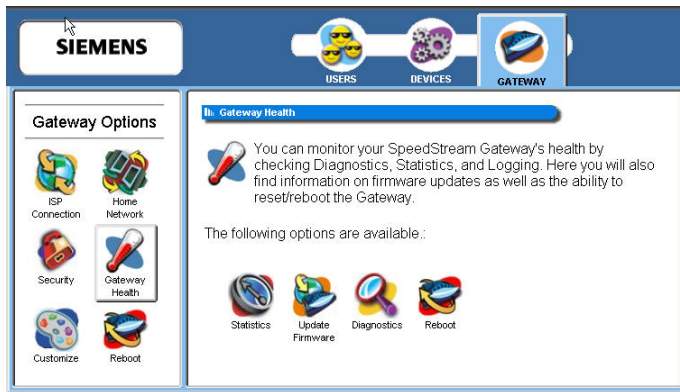 SIEMENS
USERS
DEVICES
GATEWAY
Gateway Options
ISP
Connection
Home
Network
Security
Gateway
Health
Customize
Reboot
Gateway Health
You can monitor your SpeedStream Gateway's health by
checking Diagnostics, Statistics, and Logging. Here you will also
find information on firmware updates as well as the ability to
reset/reboot the Gateway.
The following options are available.:
Statistics
Update
Firmware
Diagnostics
Reboot